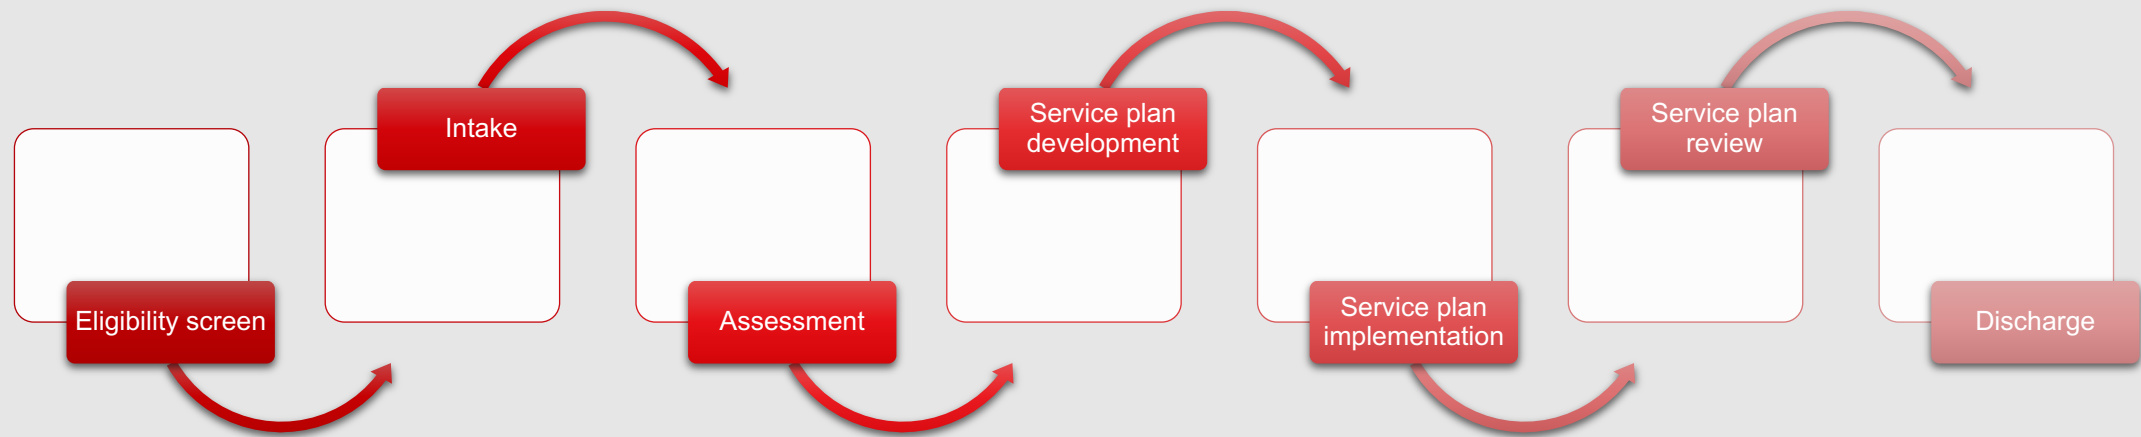 Eligibility screen
Intake
Assessment
Service plan
development
Service plan
implementation
Service plan
review
Discharge